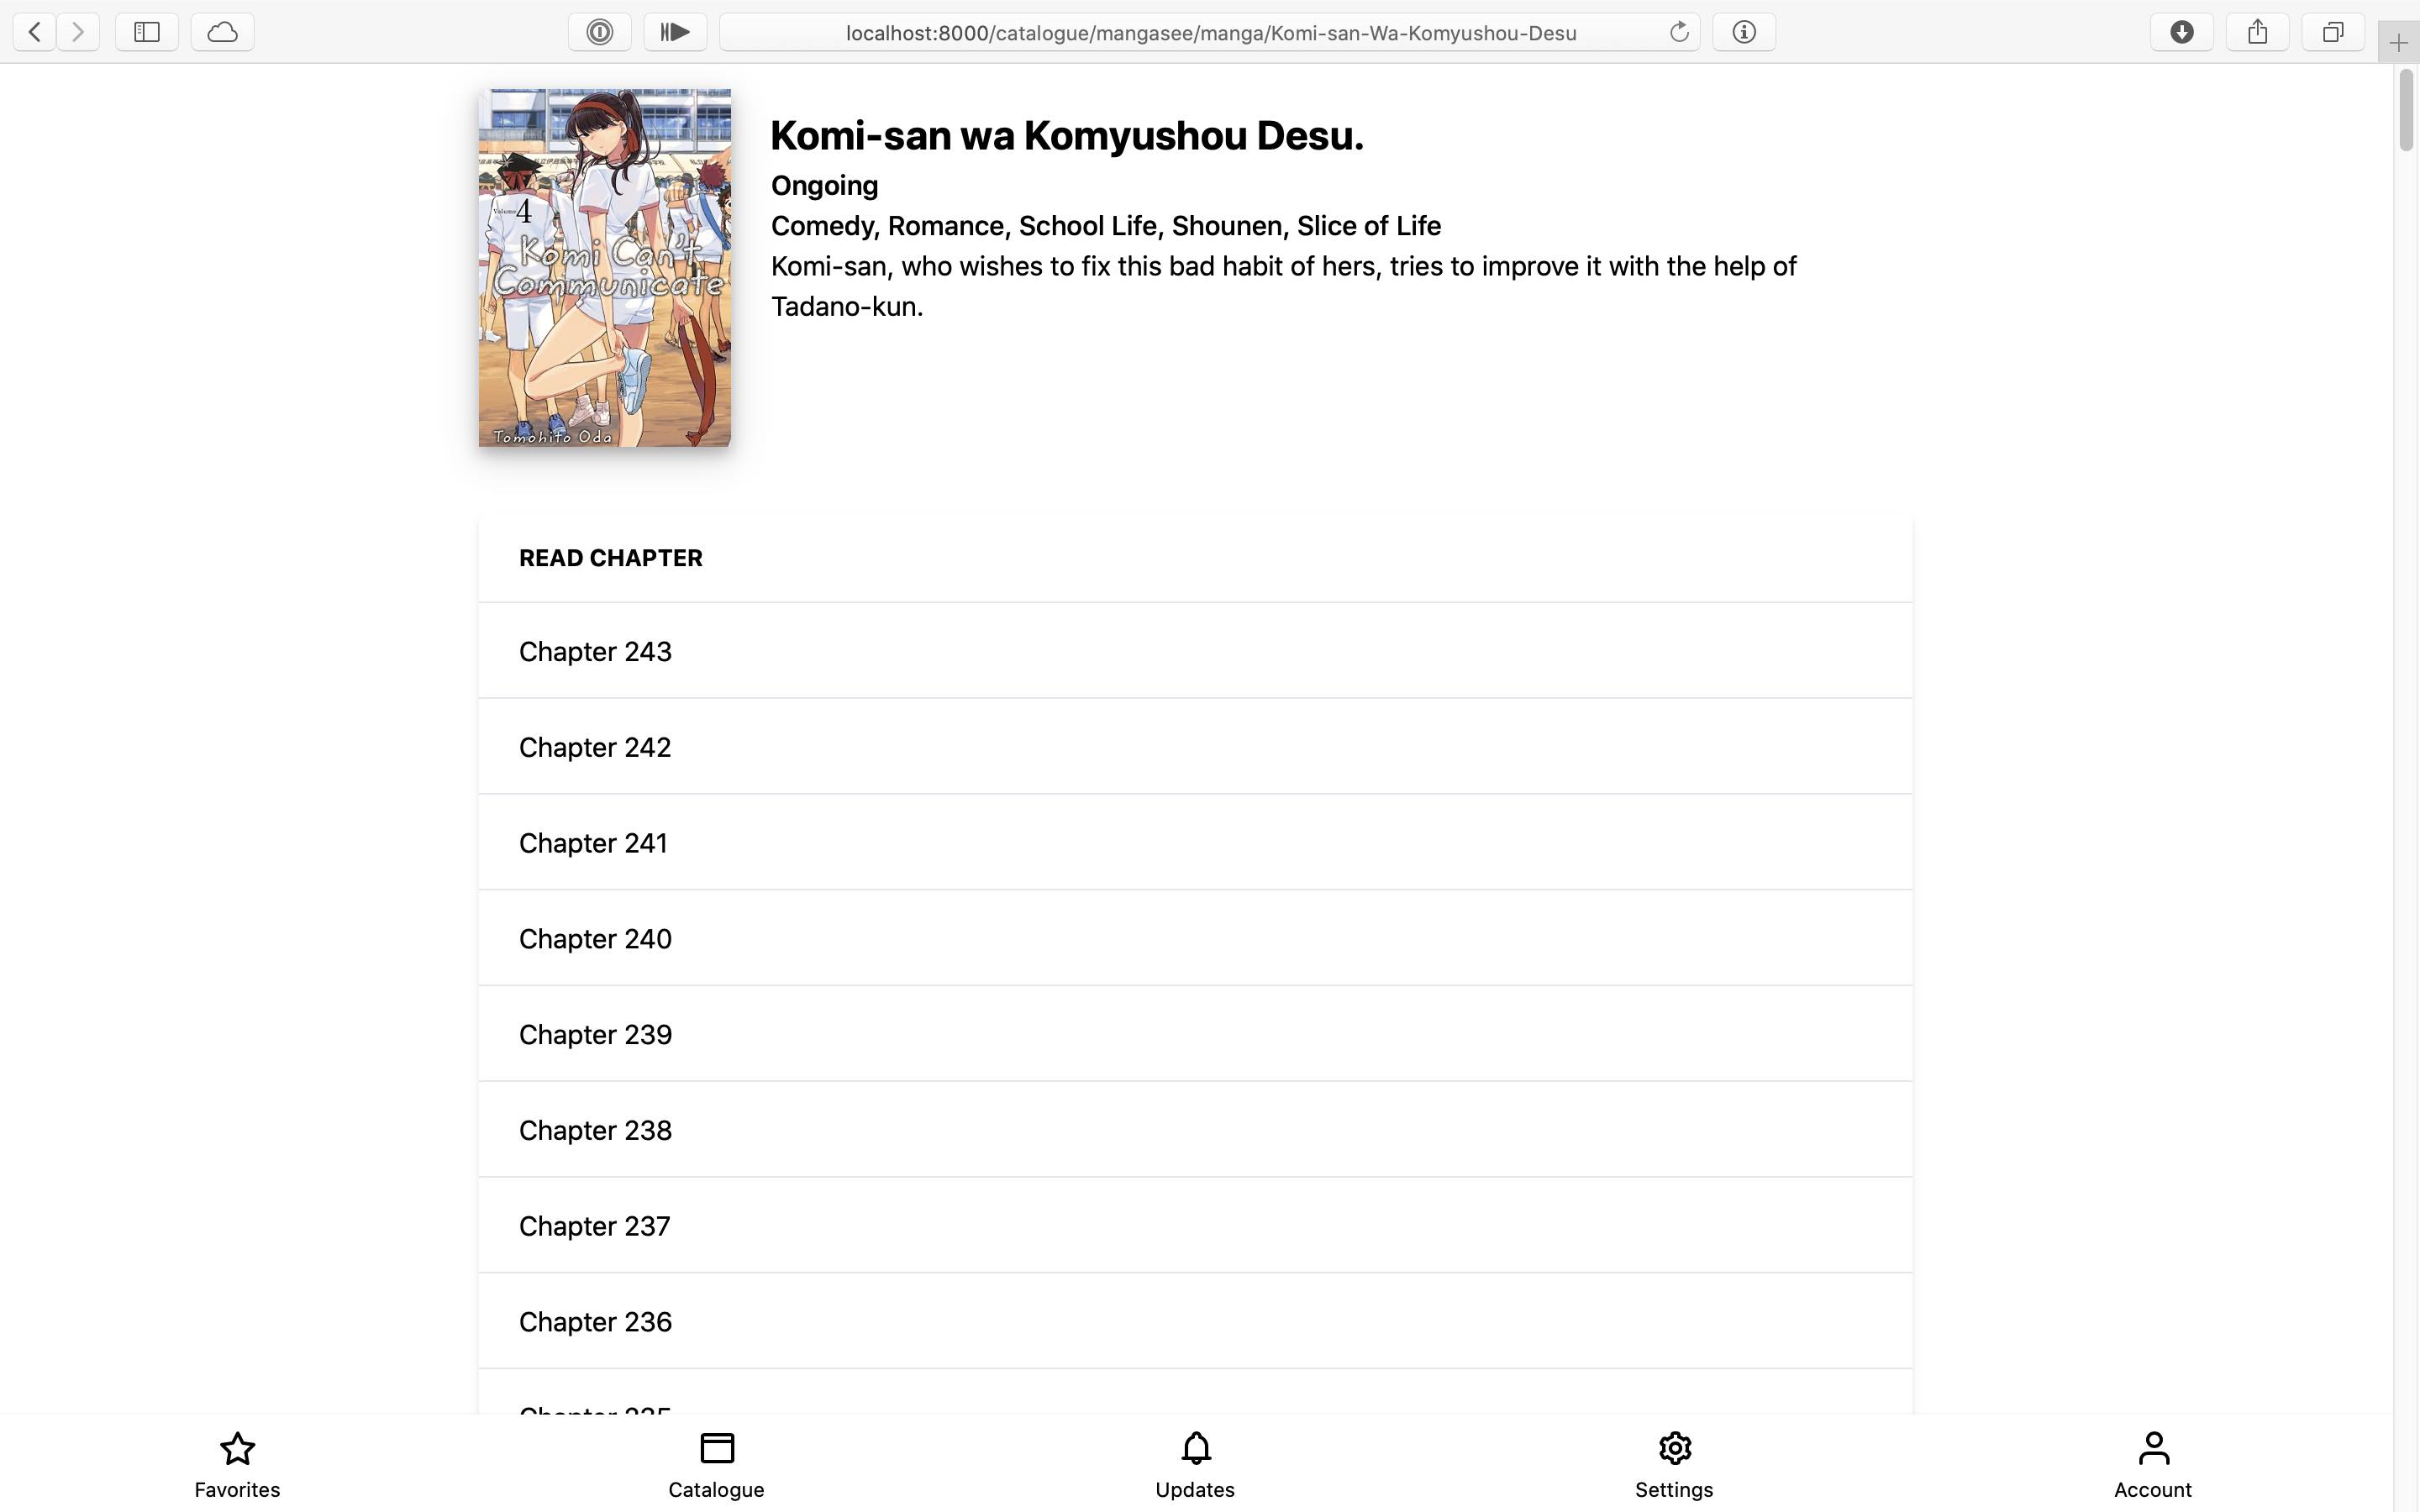 localhost:8000/catalogue/mangasee/manga/Komi-san-Wa-Komyushou-Desu
Volume 4
Komi Can't
Communicate
Tomohito Oda
Komi-san wa Komyushou Desu.
Ongoing
Comedy, Romance, School Life, Shounen, Slice of Life
Komi-san, who wishes to fix this bad habit of hers, tries to improve it with the help of
Tadano-kun.
READ CHAPTER
Chapter 243
Chapter 242
Chapter 241
Chapter 240
Chapter 239
Chapter 238
Chapter 237
Chapter 236
Chapter 235
Favorites
Catalogue
Updates
Settings
Account